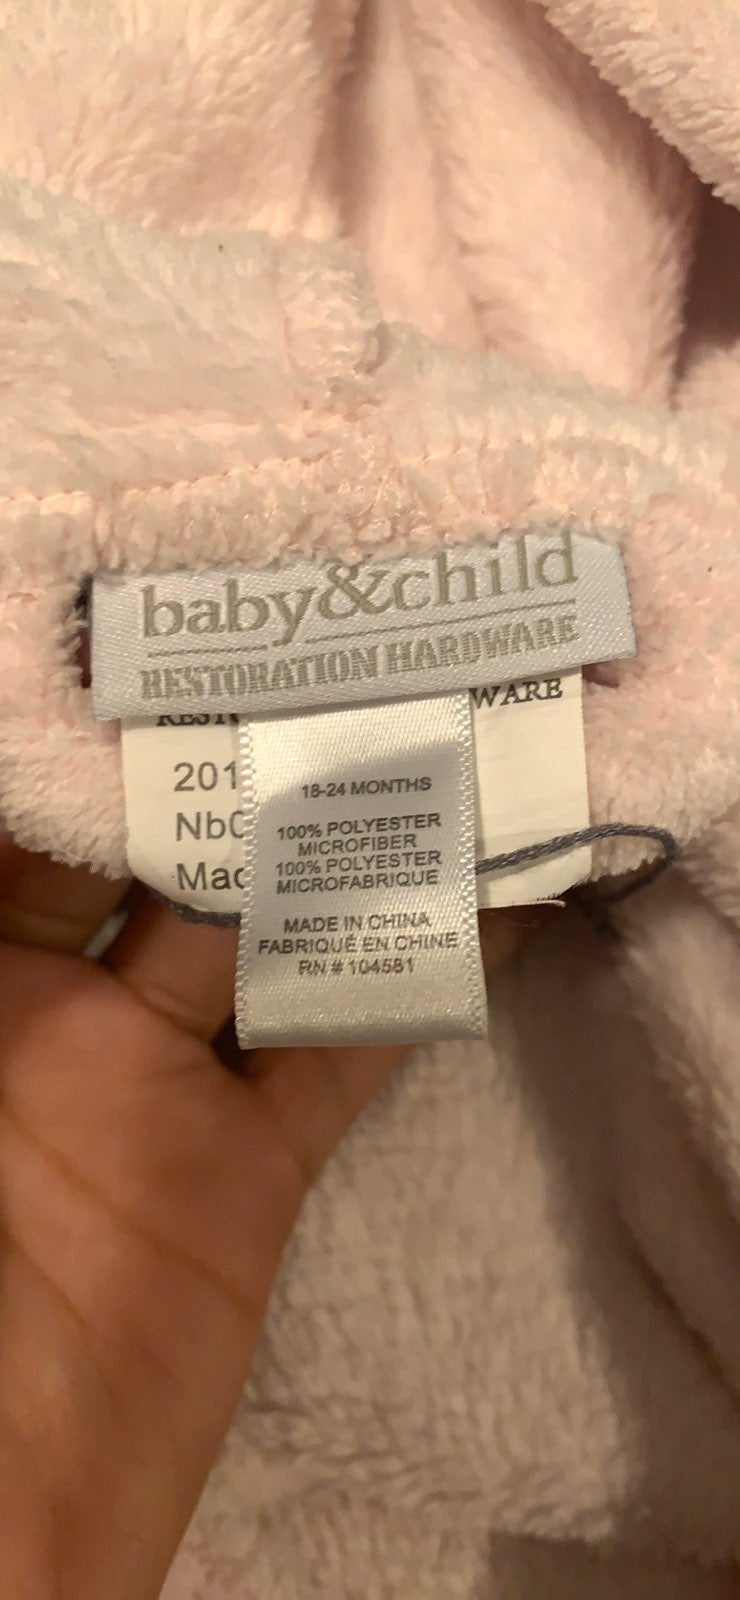 baby&child
RESTORATION HARDWARE
WARE
201
Nb
18-24 MONTHS
100% POLYESTER
MICROFIBER
100% POLYESTER
MICROFABRIQUE
MADE IN CHINA
FABRIQUÉ EN CHINE
RN # 104581